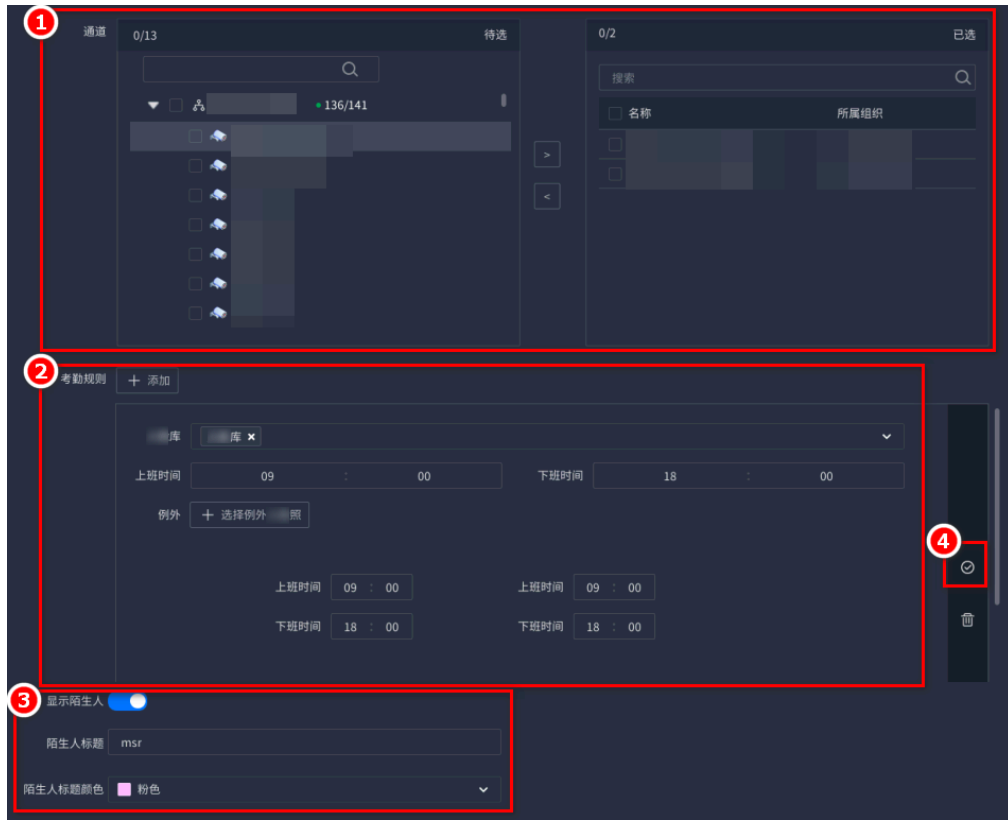 1
通道
0/13 待选
0/2 已选
搜索
136/141
名称 所属组织
>
<
2
考勤规则 + 添加
库 库 ×
上班时间 09 : 00 下班时间 18 : 00
例外 + 选择例外 照
4
上班时间 09 : 00 上班时间 09 : 00
下班时间 18 : 00 下班时间 18 : 00
3
显示陌生人
陌生人标题 msr
陌生人标题颜色 粉色